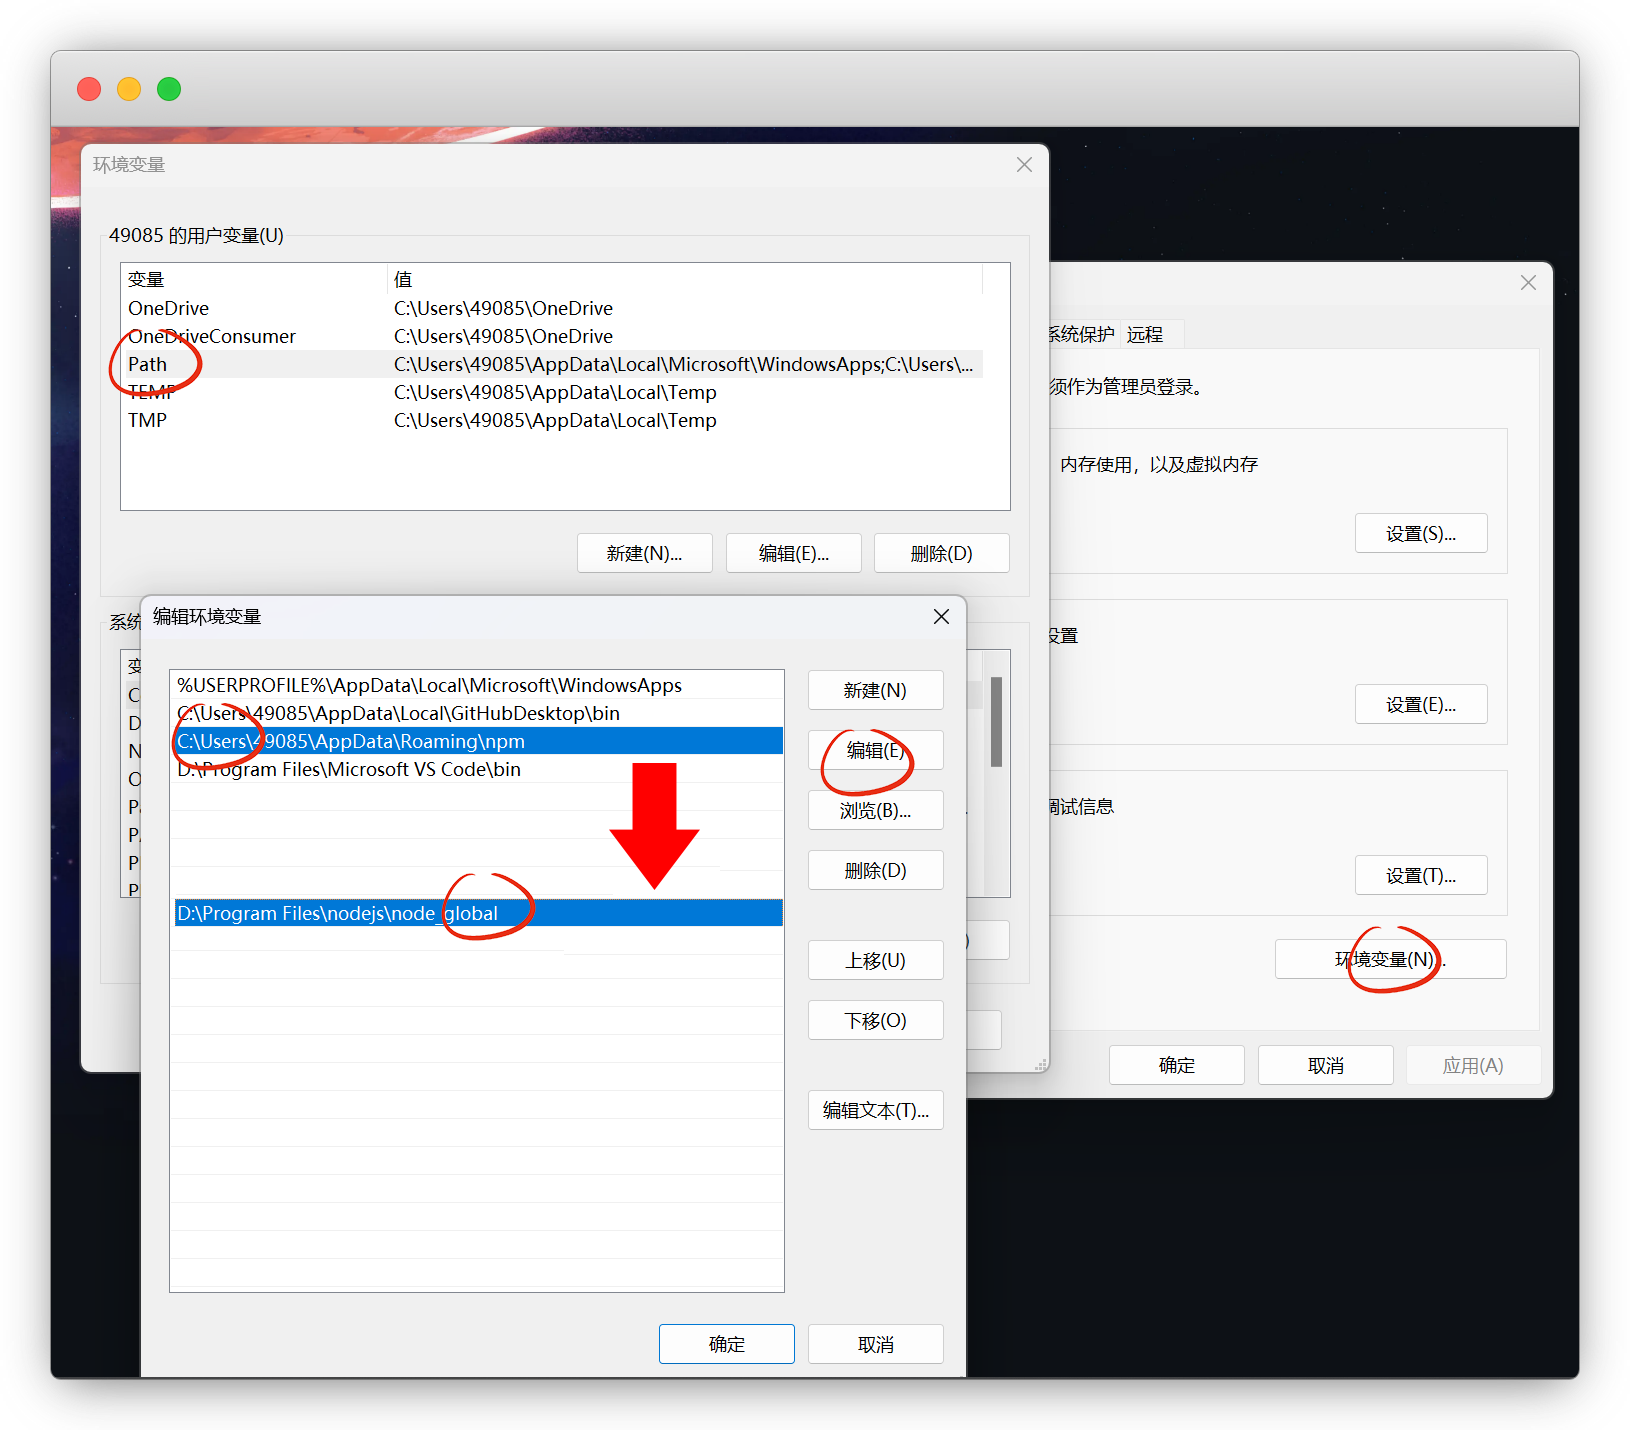 环境变量
49085 的用户变量(U)
变量 值
OneDrive C:\Users\49085\OneDrive
OneDriveConsumer C:\Users\49085\OneDrive
Path C:\Users\49085\AppData\Local\Microsoft\WindowsApps;C:\Users\...
TEMP C:\Users\49085\AppData\Local\Temp
TMP C:\Users\49085\AppData\Local\Temp
新建(N)... 编辑(E)... 删除(D)
系统
编辑环境变量
%USERPROFILE%\AppData\Local\Microsoft\WindowsApps
C:\Users\49085\AppData\Local\GitHubDesktop\bin
C:\Users\49085\AppData\Roaming\npm
D:\Program Files\Microsoft VS Code\bin
D:\Program Files\nodejs\node_global
新建(N)
编辑(E)
浏览(B)...
删除(D)
上移(U)
下移(O)
编辑文本(T)...
确定 取消
系统保护 远程
须作为管理员登录。
内存使用，以及虚拟内存
设置(S)...
设置
设置(E)...
调试信息
设置(T)...
环境变量(N)...
确定 取消 应用(A)